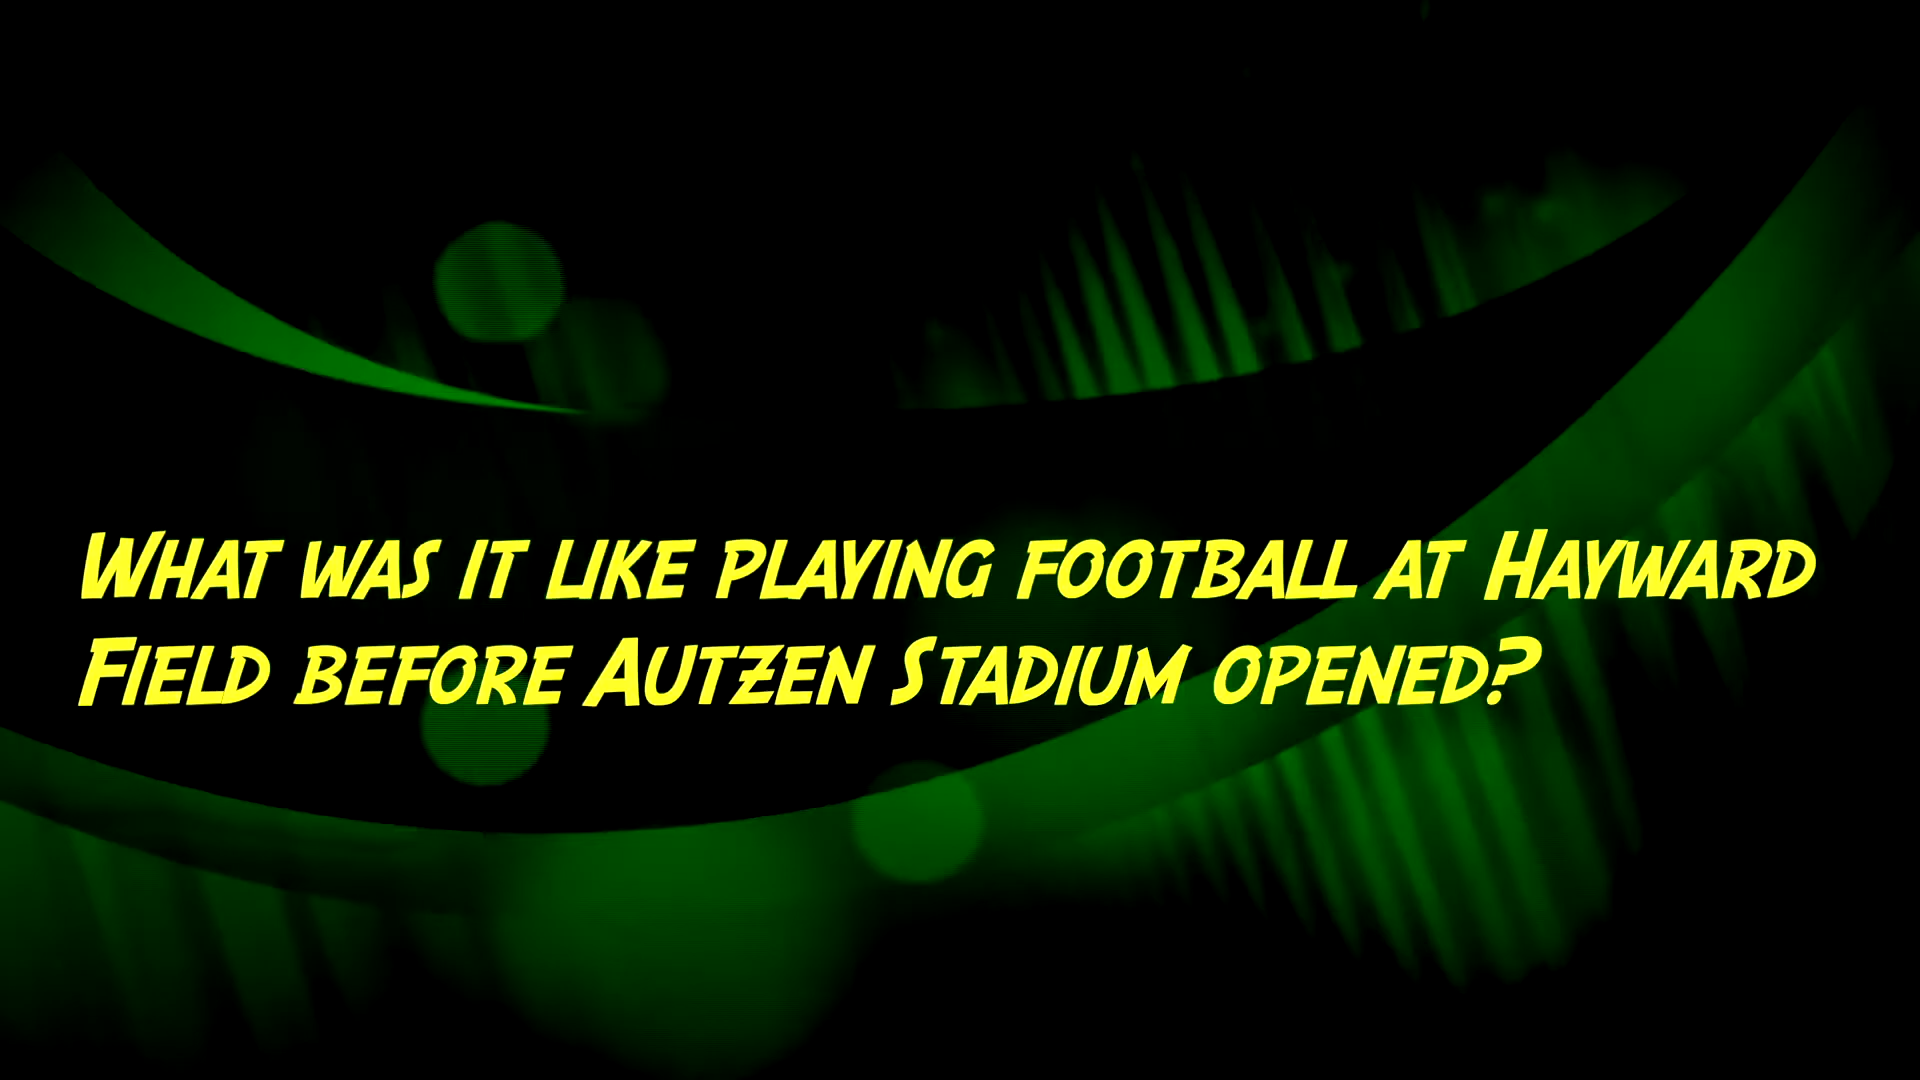 What was it like playing football at Hayward
Field before Autzen Stadium opened?